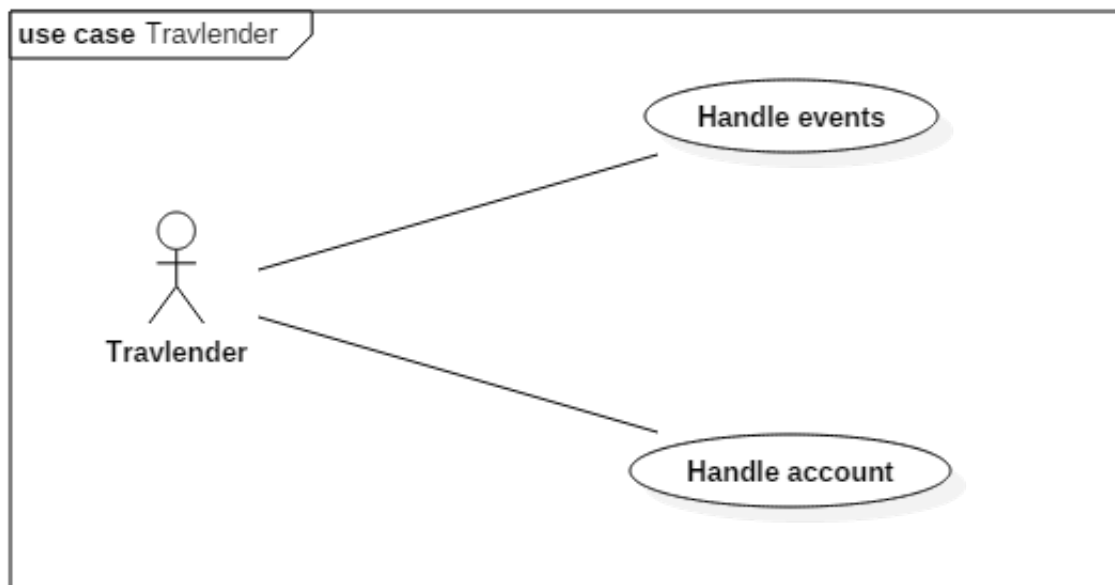 use case Travlender
Handle events
Travlender
Handle account